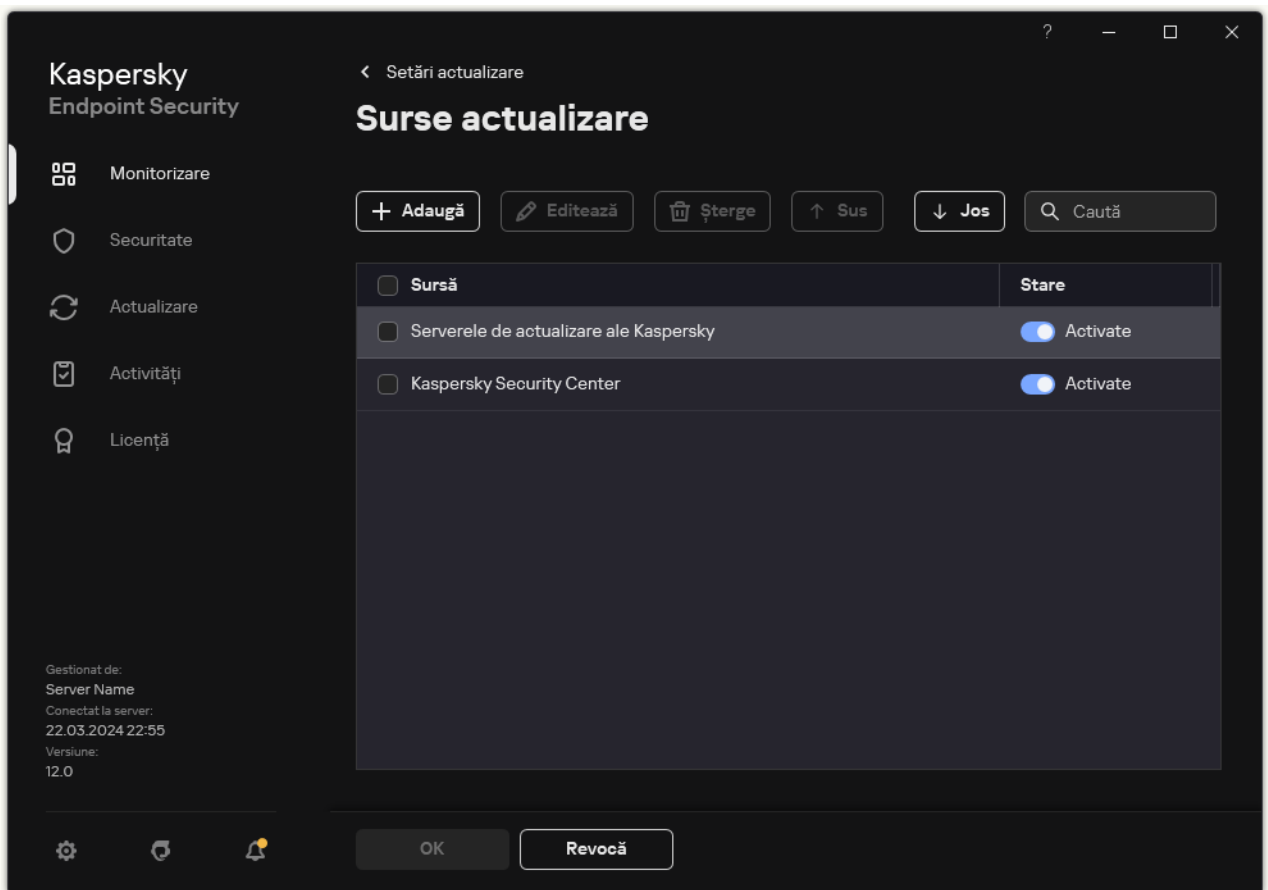 ?
Kaspersky
Endpoint Security
Monitorizare
Securitate
Actualizare
Activități
Licență
Gestionat de:
Server Name
Conectat la server:
22.03.2024 22:55
Versiune:
12.0
Setări actualizare
Surse actualizare
Adaugă Editează Șterge Sus Jos Caută
Sursă Stare
Serverele de actualizare ale Kaspersky Activate
Kaspersky Security Center Activate
OK Revocă